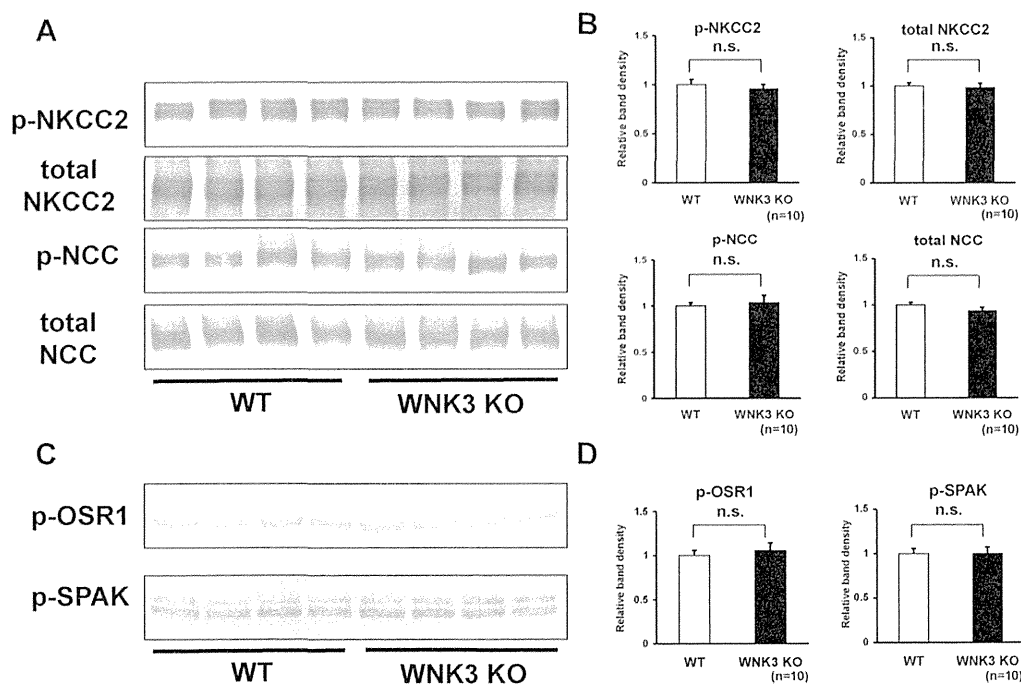 A
p-NKCC2
total
NKCC2
p-NCC
total
NCC
WT
WNK3 KO
B
p-NKCC2
n.s.
Relative band density
1.5
1
0.5
0
WT
WNK3 KO
(n=10)
total NKCC2
n.s.
Relative band density
1.5
1
0.5
0
WT
WNK3 KO
(n=10)
p-NCC
n.s.
Relative band density
1.5
1
0.5
0
WT
WNK3 KO
(n=10)
total NCC
n.s.
Relative band density
1.5
1
0.5
0
WT
WNK3 KO
(n=10)
C
p-OSR1
p-SPAK
WT
WNK3 KO
D
p-OSR1
n.s.
Relative band density
1.5
1
0.5
0
WT
WNK3 KO
(n=10)
p-SPAK
n.s.
Relative band density
1.5
1
0.5
0
WT
WNK3 KO
(n=10)